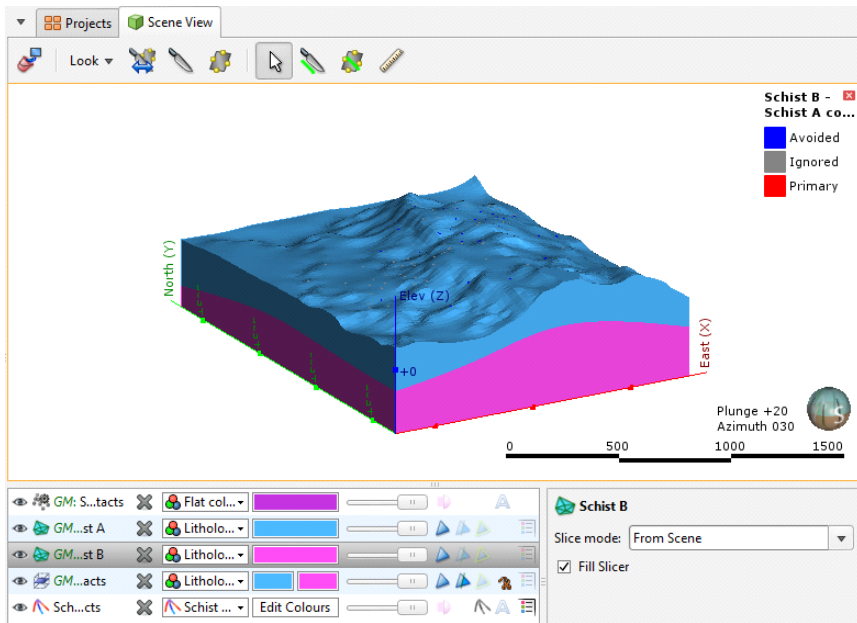 Projects
Scene View
Look
Schist B -
Schist A co...
Avoided
Ignored
Primary
North (Y)
Elev (Z)
+0
East (X)
Plunge +20
Azimuth 030
0 500 1000 1500
GM: S...tacts Flat col...
GM...st A Litholo...
GM...st B Litholo...
GM...acts Litholo...
Sch...cts Schist ... Edit Colours
Schist B
Slice mode: From Scene
Fill Slicer